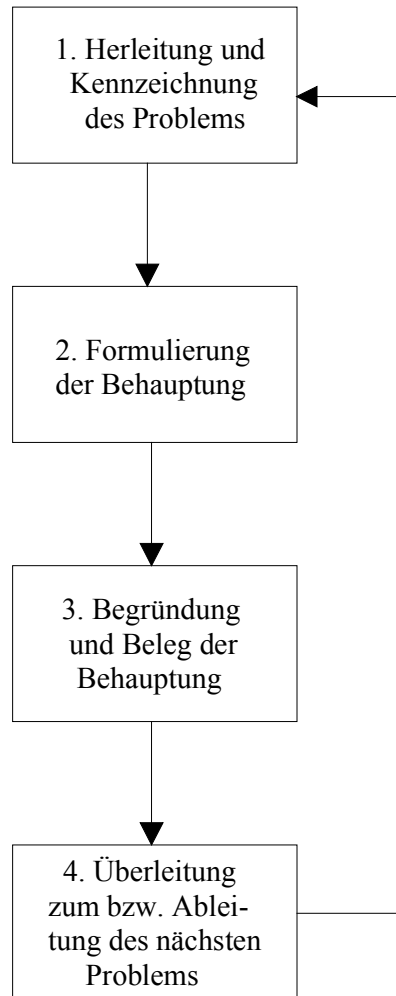 1. Herleitung und
Kennzeichnung
des Problems
2. Formulierung
der Behauptung
3. Begründung
und Beleg der
Behauptung
4. Überleitung
zum bzw. Ablei-
tung des nächsten
Problems